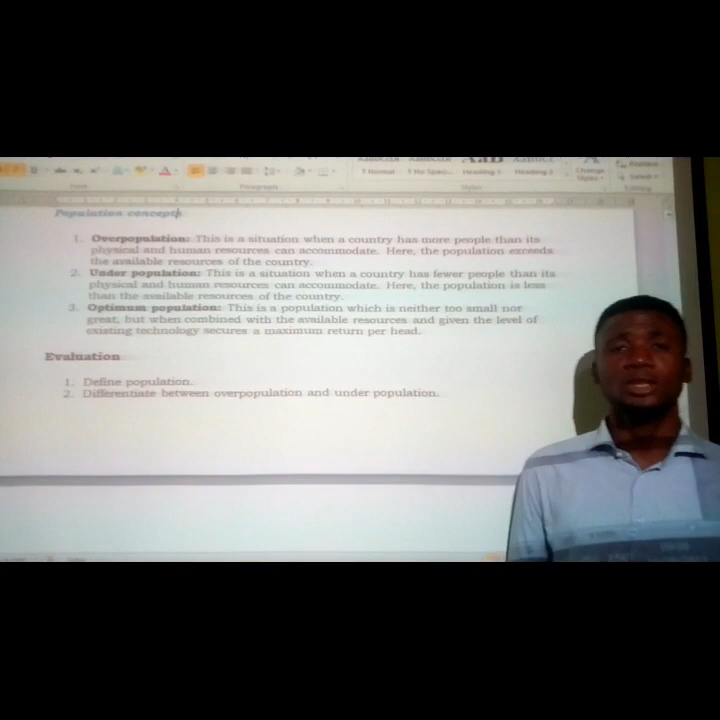 Population concepts
1. Overpopulation: This is a situation when a country has more people than its
physical and human resources can accommodate. Here, the population exceeds
the available resources of the country.
2. Under population: This is a situation when a country has fewer people than its
physical and human resources can accommodate. Here, the population is less
than the available resources of the country.
3. Optimum population: This is a population which is neither too small nor
great, but when combined with the available resources and given the level of
existing technology secures a maximum return per head.
Evaluation
1. Define population.
2. Differentiate between overpopulation and under population.